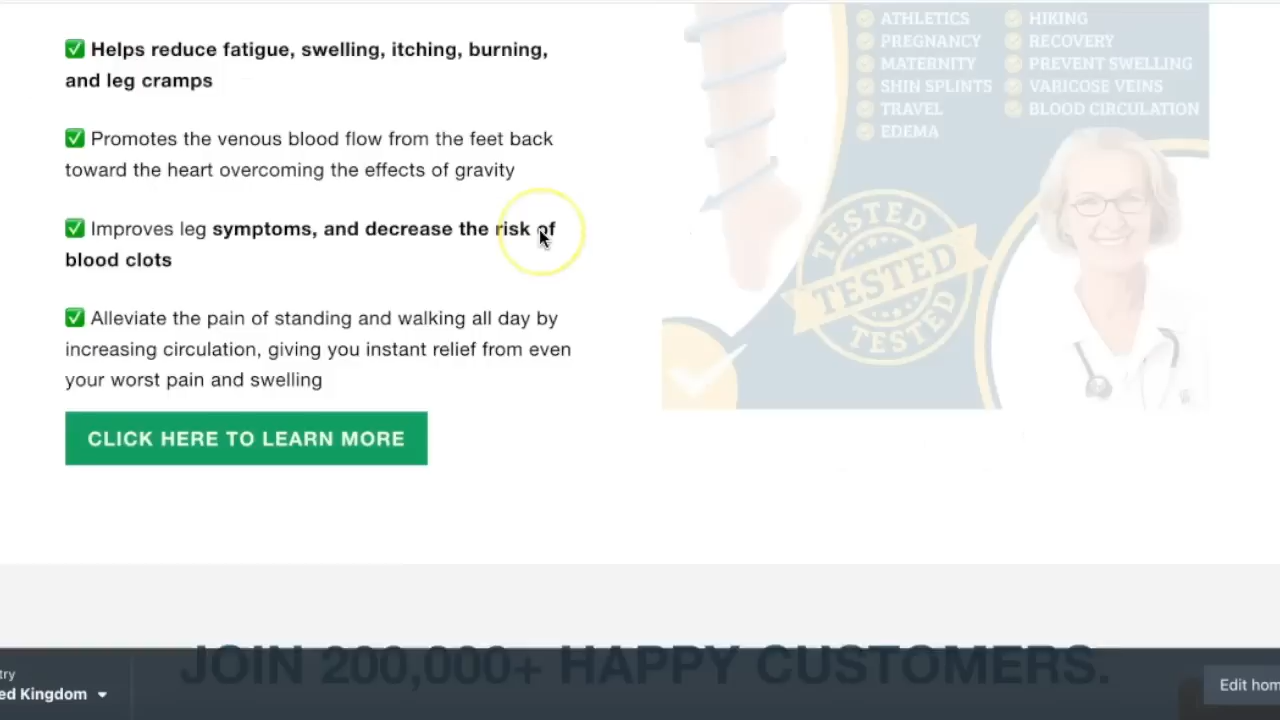 ✅ Helps reduce fatigue, swelling, itching, burning,
and leg cramps
✅ Promotes the venous blood flow from the feet back
toward the heart overcoming the effects of gravity
✅ Improves leg symptoms, and decrease the risk of
blood clots
✅ Alleviate the pain of standing and walking all day by
increasing circulation, giving you instant relief from even
your worst pain and swelling
CLICK HERE TO LEARN MORE
ATHLETICS
PREGNANCY
MATERNITY
SHIN SPLINTS
TRAVEL
EDEMA
HIKING
RECOVERY
PREVENT SWELLING
VARICOSE VEINS
BLOOD CIRCULATION
TESTED
TESTED
TESTED
JOIN 200,000+ HAPPY CUSTOMERS.
try
ed Kingdom
Edit hom